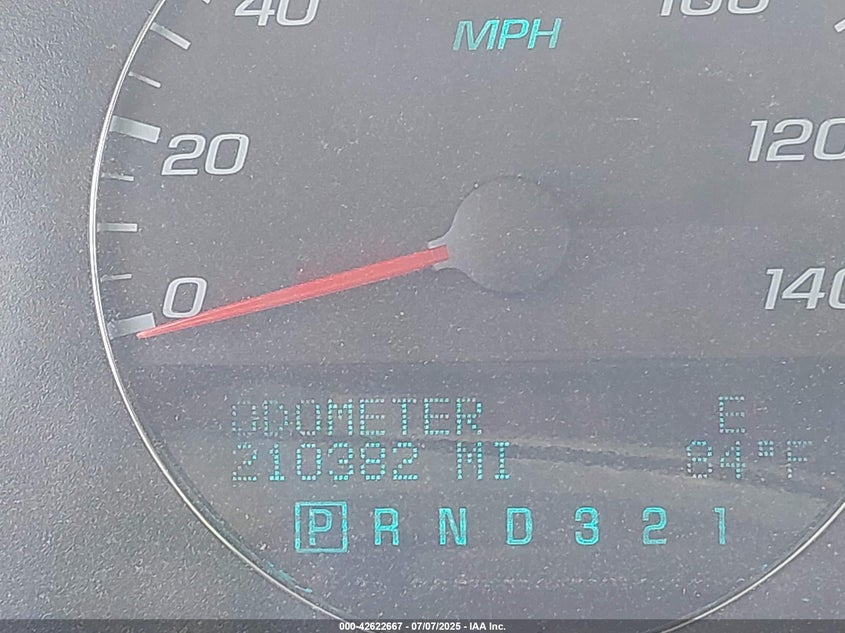 40 100
MPH
20 120
0 140
ODOMETER E
210382 MI 84°F
P R N D 3 2 1
000-42622667 - 07/07/2025 - IAA Inc.